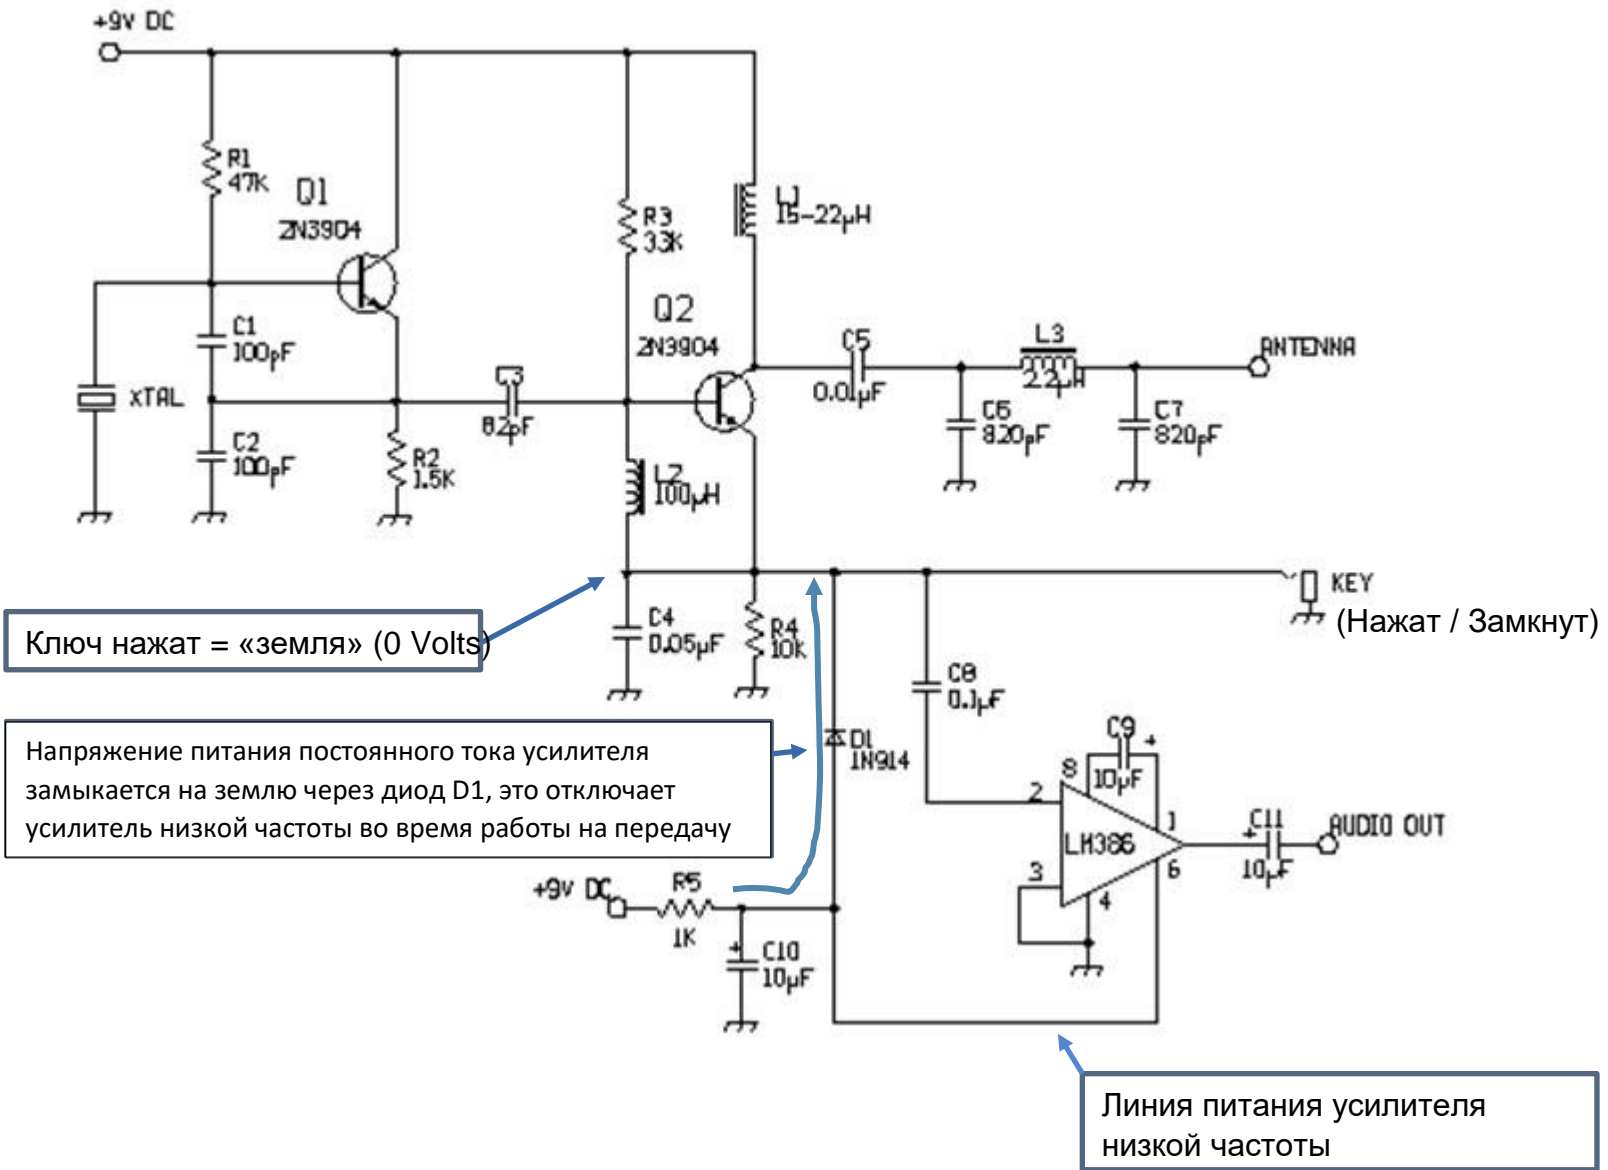 +9V DC
R1
47K
Q1
2N3904
R3
33K
L1
15-22µH
Q2
2N3904
C1
100pF
XTAL
C2
100pF
R2
1.5K
C3
82pF
L2
100µH
C5
0.01µF
L3
2.2µH
ANTENNA
C6
820pF
C7
820pF
KEY
(Нажат / Замкнут)
Ключ нажат = «земля» (0 Volts)
C4
0.05µF
R4
10K
C8
0.1µF
Напряжение питания постоянного тока усилителя
замыкается на землю через диод D1, это отключает
усилитель низкой частоты во время работы на передачу
D1
1N914
C9
+
10µF
8
2
LM386
1
3
6
4
C11
+
10µF
AUDIO OUT
+9V DC
R5
1K
+
C10
10µF
Линия питания усилителя
низкой частоты